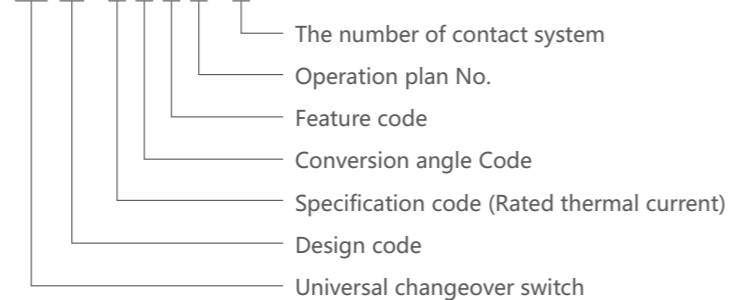 The number of contact system
Operation plan No.
Feature code
Conversion angle Code
Specification code (Rated thermal current)
Design code
Universal changeover switch